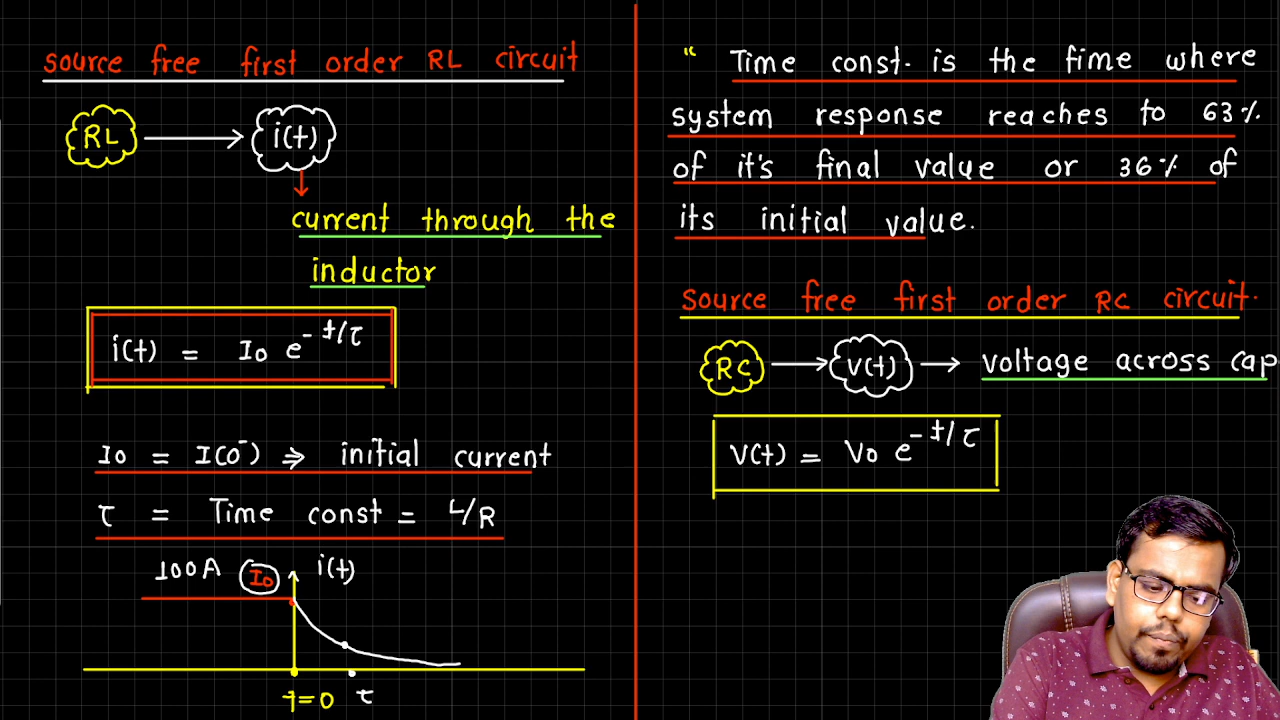 source free first order RL circuit
RL → i(t)
current through the
inductor
i(t) = I0 e^-t/τ
I0 = I(0^-) ⇒ initial current
τ = Time const = L/R
100A I0 i(t)
t=0 τ
" Time const. is the fime where
system response reaches to 63%
of it's final value or 36% of
its initial value.
Source free first order RC circuit.
RC → V(t) → voltage across cap
V(t) = V0 e^-t/τ